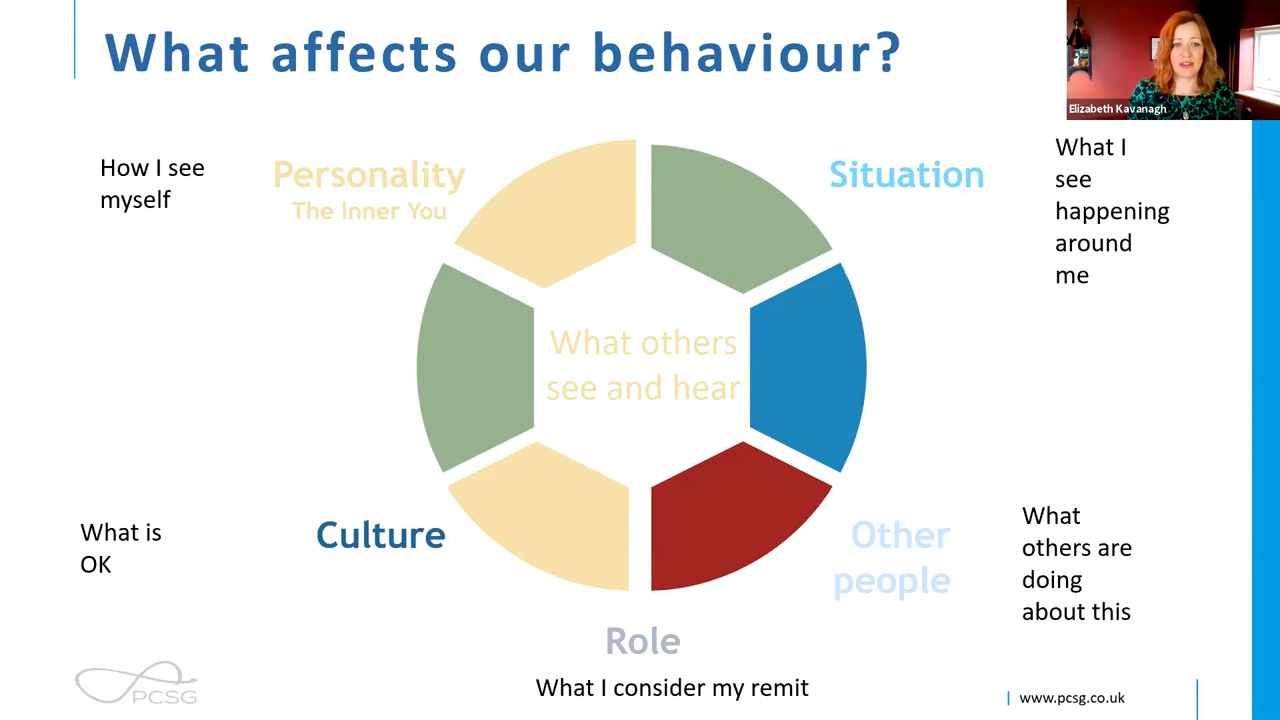 What affects our behaviour?
Elizabeth Kavanagh
How I see
myself
Personality
The Inner You
Situation
What I
see
happening
around
me
What others
see and hear
What is
OK
Culture
Other
people
What
others are
doing
about this
Role
What I consider my remit
PCSG
www.pcsg.co.uk